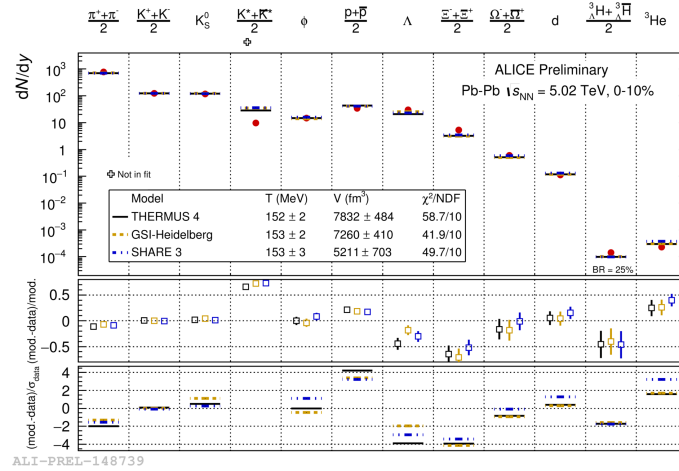 π⁺+π⁻ K⁺+K⁻ K⁰S K*+K̅* φ p+p̅ Λ Ξ⁻+Ξ̅⁺ Ω⁻+Ω̅⁺ d ³ΛH+³Λ̅H̅ ³He
2 2 2 2 2 2 2
dN/dy
10³
10²
10
1
10⁻¹
10⁻²
10⁻³
10⁻⁴
ALICE Preliminary
Pb-Pb √sNN = 5.02 TeV, 0-10%
Not in fit
Model T (MeV) V (fm³) χ²/NDF
THERMUS 4 152 ± 2 7832 ± 484 58.7/10
GSI-Heidelberg 153 ± 2 7260 ± 410 41.9/10
SHARE 3 153 ± 3 5211 ± 703 49.7/10
BR = 25%
(mod.-data)/mod.
0.5
0.0
−0.5
(mod.-data)/σdata
4
2
0
−2
−4
ALI-PREL-148739